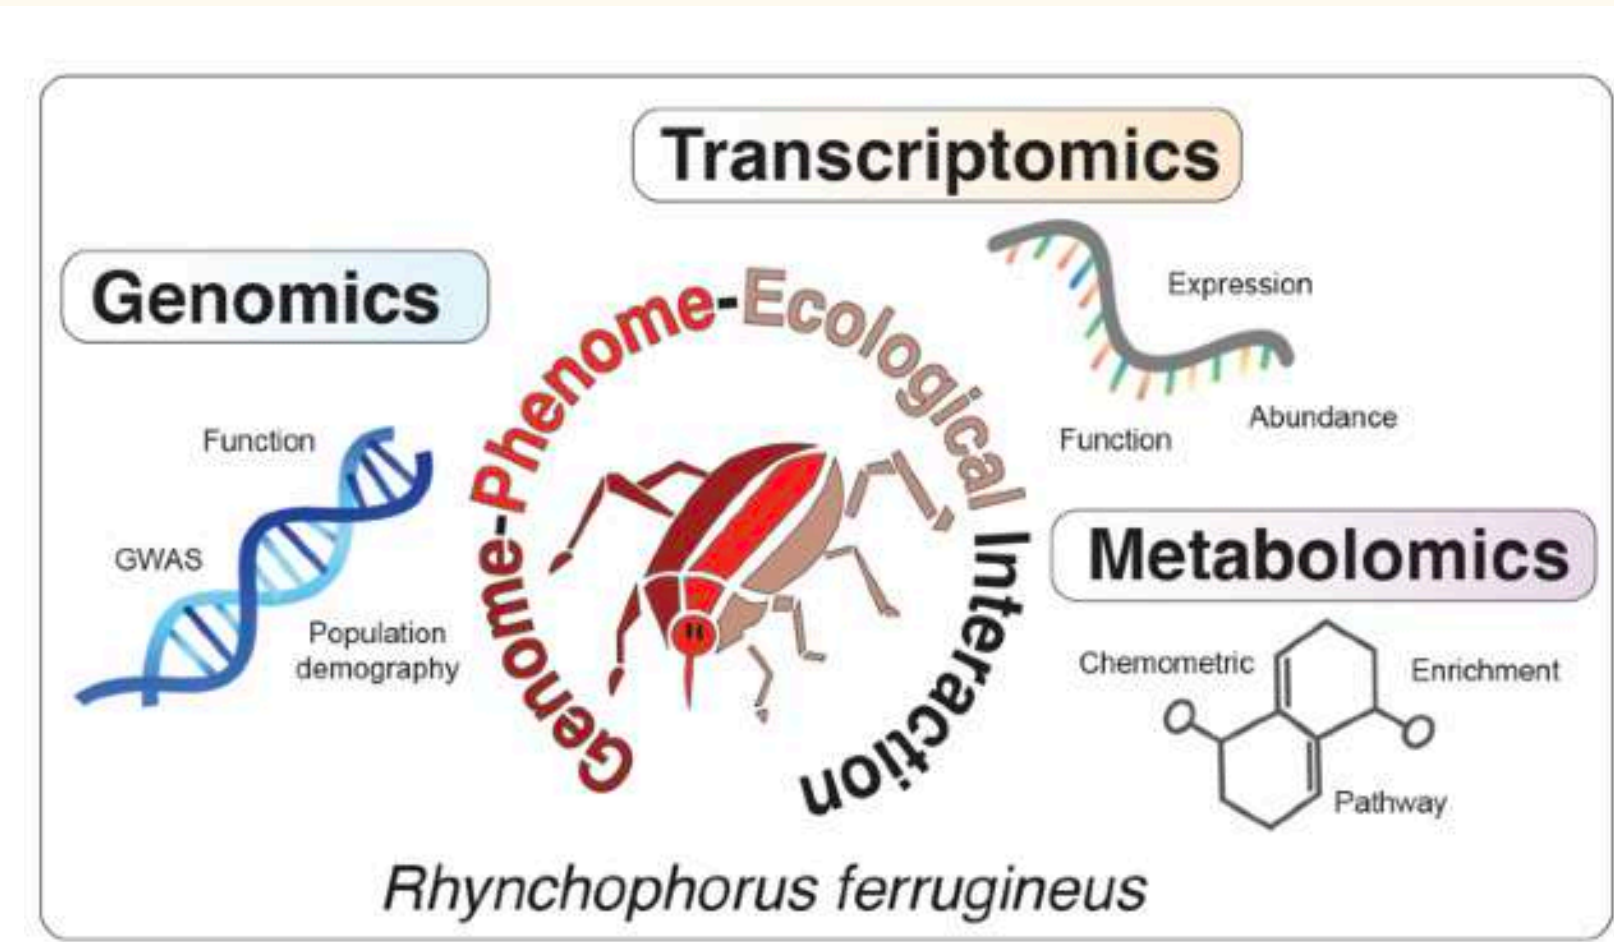 Transcriptomics
Genomics
Genome-Phenome-Ecological Interaction
Expression
Abundance
Function
Function
GWAS
Population
demography
Metabolomics
Chemometric
Enrichment
Pathway
Rhynchophorus ferrugineus